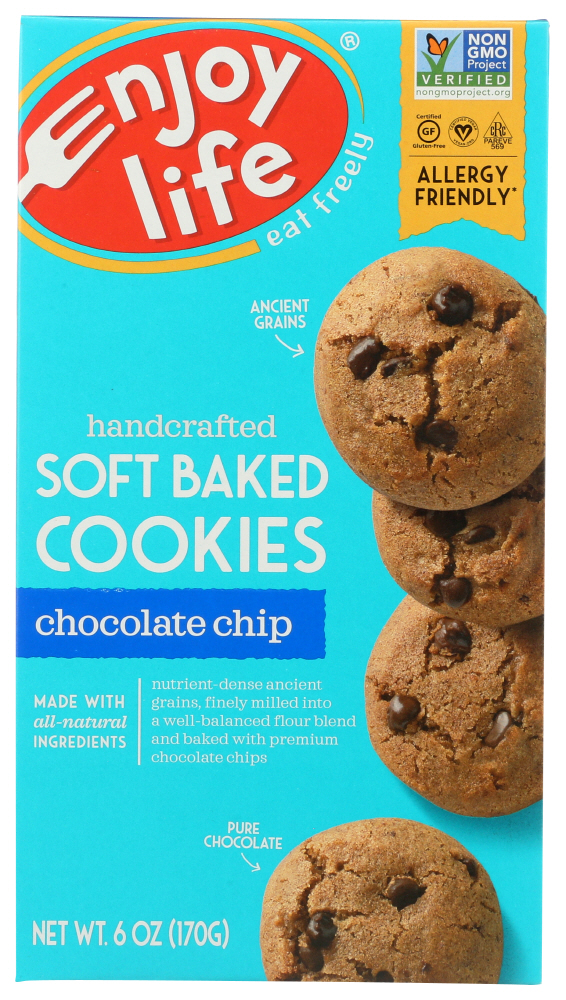 Enjoy
life
®
eat freely
NON
GMO
Project
VERIFIED
nongmoproject.org
Certified
GF
Gluten-Free
CRC
PAREVE
569
ALLERGY
FRIENDLY*
ANCIENT
GRAINS
handcrafted
SOFT BAKED
COOKIES
chocolate chip
MADE WITH
all-natural
INGREDIENTS
nutrient-dense ancient
grains, finely milled into
a well-balanced flour blend
and baked with premium
chocolate chips
PURE
CHOCOLATE
NET WT. 6 OZ (170G)